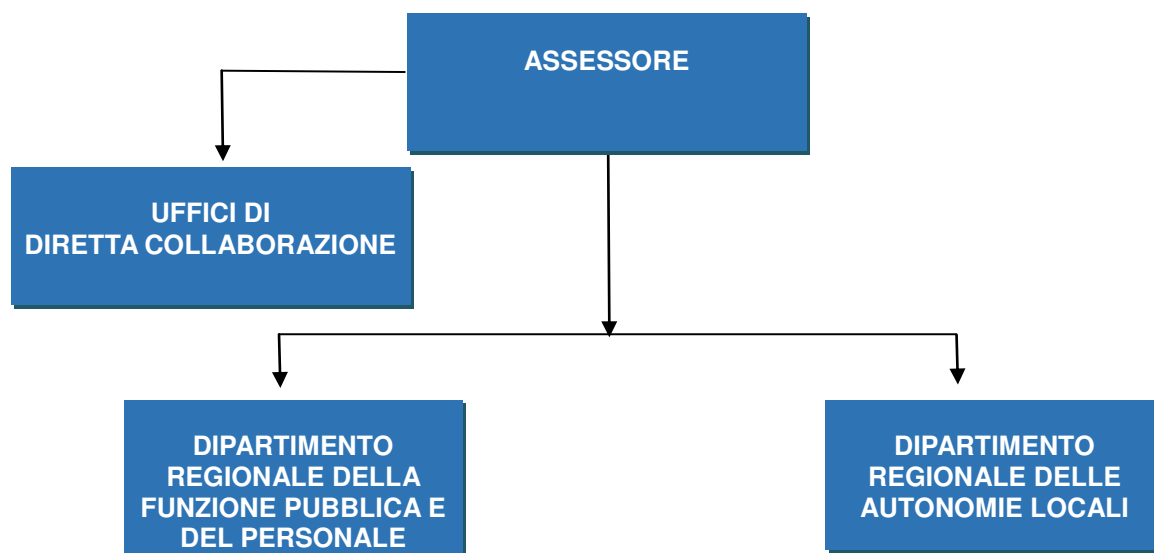 ASSESSORE
UFFICI DI
DIRETTA COLLABORAZIONE
DIPARTIMENTO
REGIONALE DELLA
FUNZIONE PUBBLICA E
DEL PERSONALE
DIPARTIMENTO
REGIONALE DELLE
AUTONOMIE LOCALI